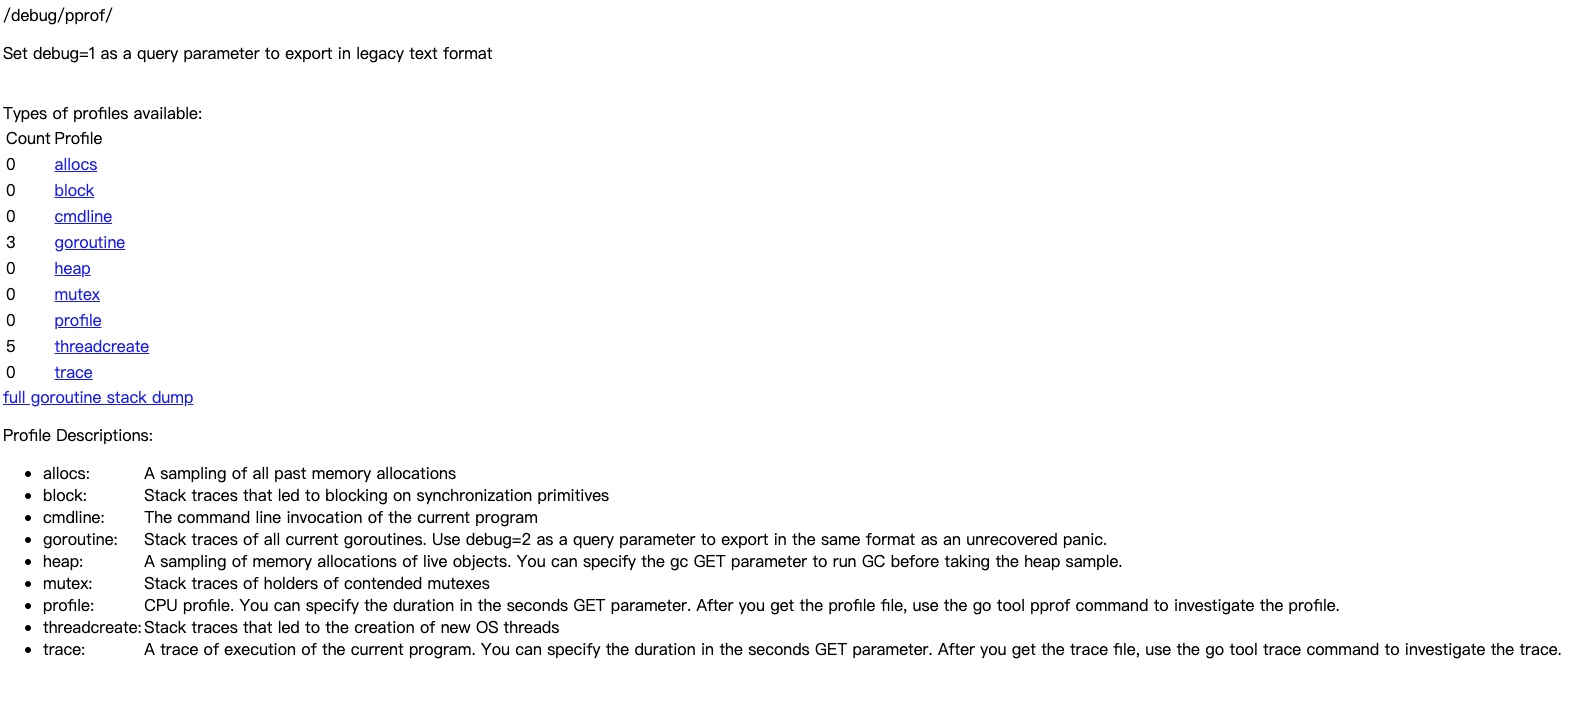 /debug/pprof/
Set debug=1 as a query parameter to export in legacy text format
Types of profiles available:
Count Profile
0 allocs
0 block
0 cmdline
3 goroutine
0 heap
0 mutex
0 profile
5 threadcreate
0 trace
full goroutine stack dump
Profile Descriptions:
• allocs: A sampling of all past memory allocations
• block: Stack traces that led to blocking on synchronization primitives
• cmdline: The command line invocation of the current program
• goroutine: Stack traces of all current goroutines. Use debug=2 as a query parameter to export in the same format as an unrecovered panic.
• heap: A sampling of memory allocations of live objects. You can specify the gc GET parameter to run GC before taking the heap sample.
• mutex: Stack traces of holders of contended mutexes
• profile: CPU profile. You can specify the duration in the seconds GET parameter. After you get the profile file, use the go tool pprof command to investigate the profile.
• threadcreate: Stack traces that led to the creation of new OS threads
• trace: A trace of execution of the current program. You can specify the duration in the seconds GET parameter. After you get the trace file, use the go tool trace command to investigate the trace.